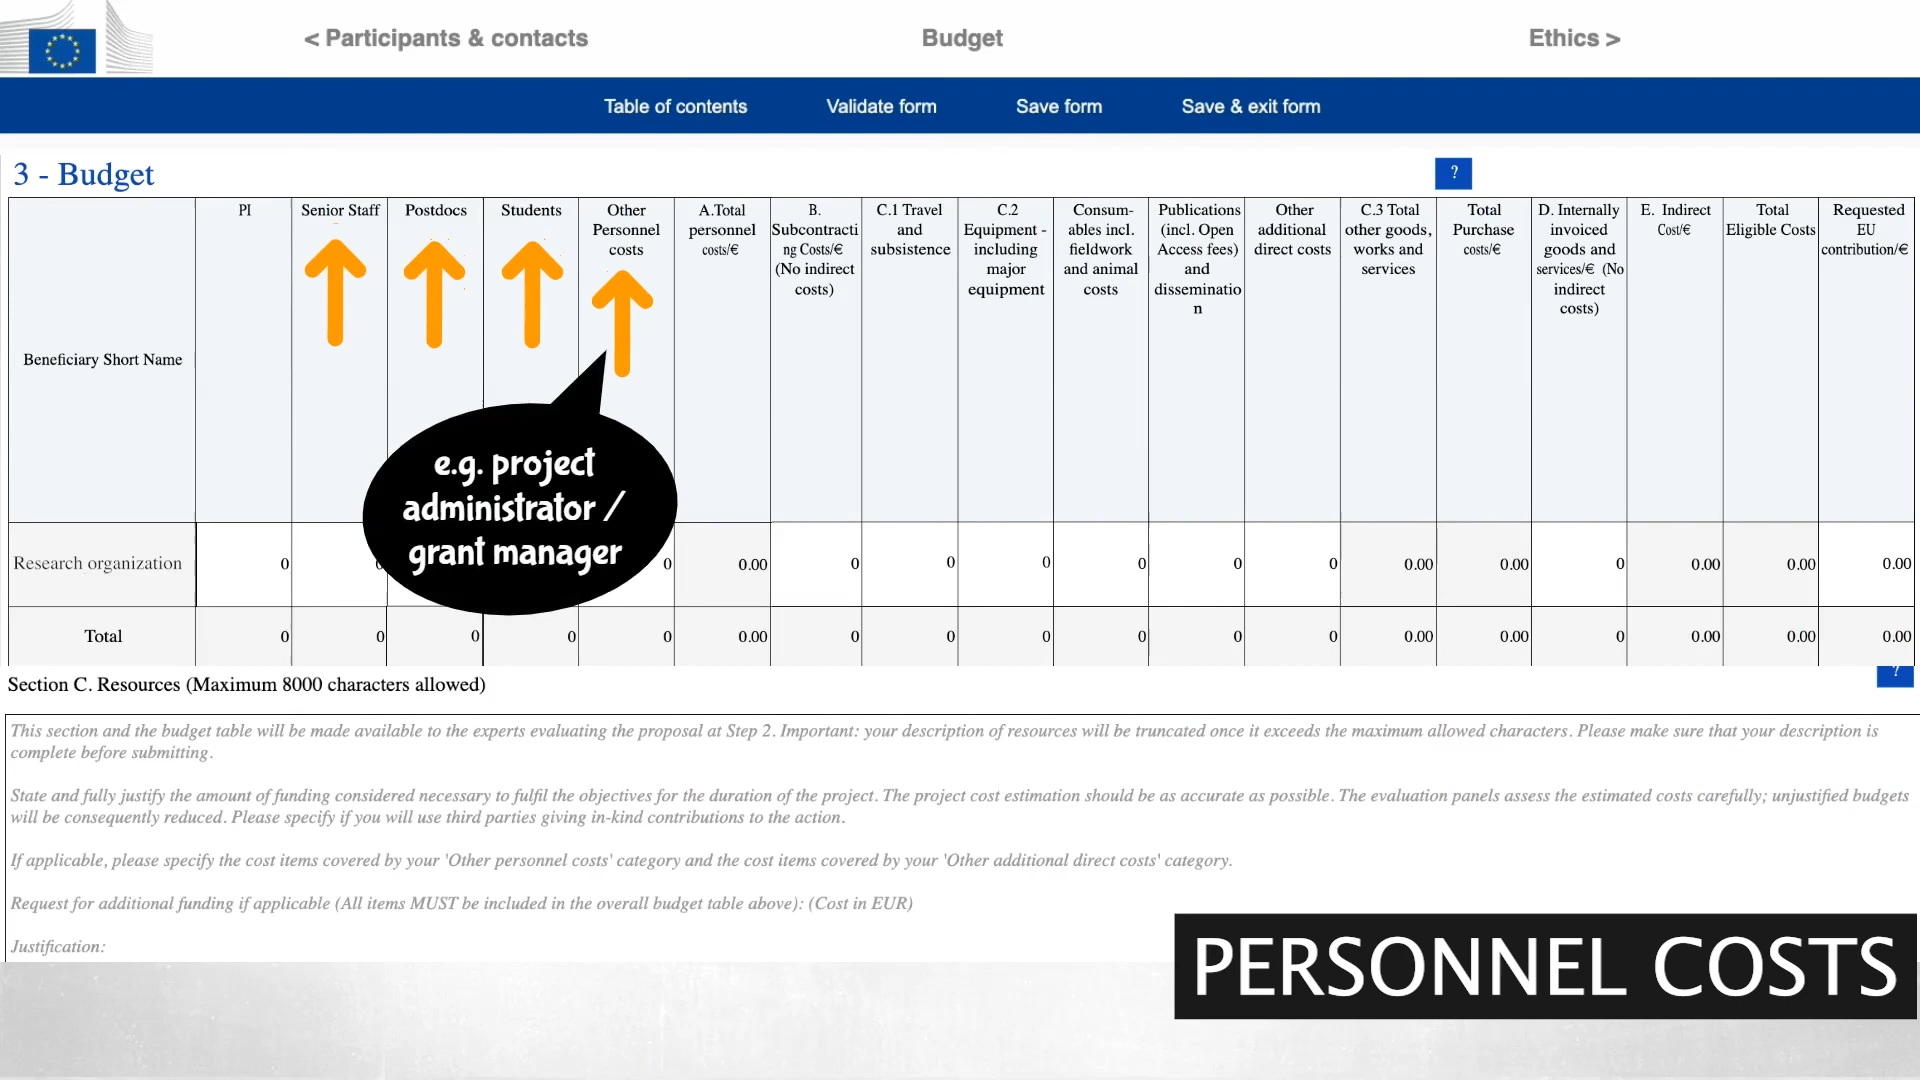 < Participants & contacts
Budget
Ethics >
Table of contents
Validate form
Save form
Save & exit form
3 - Budget
?
Beneficiary Short Name
PI
Senior Staff
Postdocs
Students
Other
Personnel
costs
A.Total
personnel
costs/€
B.
Subcontracti
ng Costs/€
(No indirect
costs)
C.1 Travel
and
subsistence
C.2
Equipment -
including
major
equipment
Consum-
ables incl.
fieldwork
and animal
costs
Publications
(incl. Open
Access fees)
and
disseminatio
n
Other
additional
direct costs
C.3 Total
other goods,
works and
services
Total
Purchase
costs/€
D. Internally
invoiced
goods and
services/€ (No
indirect
costs)
E. Indirect
Cost/€
Total
Eligible Costs
Requested
EU
contribution/€
e.g. project
administrator /
grant manager
Research organization 0 0 0 0.00 0 0 0 0 0 0 0.00 0.00 0 0.00 0.00 0.00
Total 0 0 0 0 0 0.00 0 0 0 0 0 0 0.00 0.00 0 0.00 0.00 0.00
Section C. Resources (Maximum 8000 characters allowed)
?
This section and the budget table will be made available to the experts evaluating the proposal at Step 2. Important: your description of resources will be truncated once it exceeds the maximum allowed characters. Please make sure that your description is
complete before submitting.
State and fully justify the amount of funding considered necessary to fulfil the objectives for the duration of the project. The project cost estimation should be as accurate as possible. The evaluation panels assess the estimated costs carefully; unjustified budgets
will be consequently reduced. Please specify if you will use third parties giving in-kind contributions to the action.
If applicable, please specify the cost items covered by your 'Other personnel costs' category and the cost items covered by your 'Other additional direct costs' category.
Request for additional funding if applicable (All items MUST be included in the overall budget table above): (Cost in EUR)
Justification:
PERSONNEL COSTS